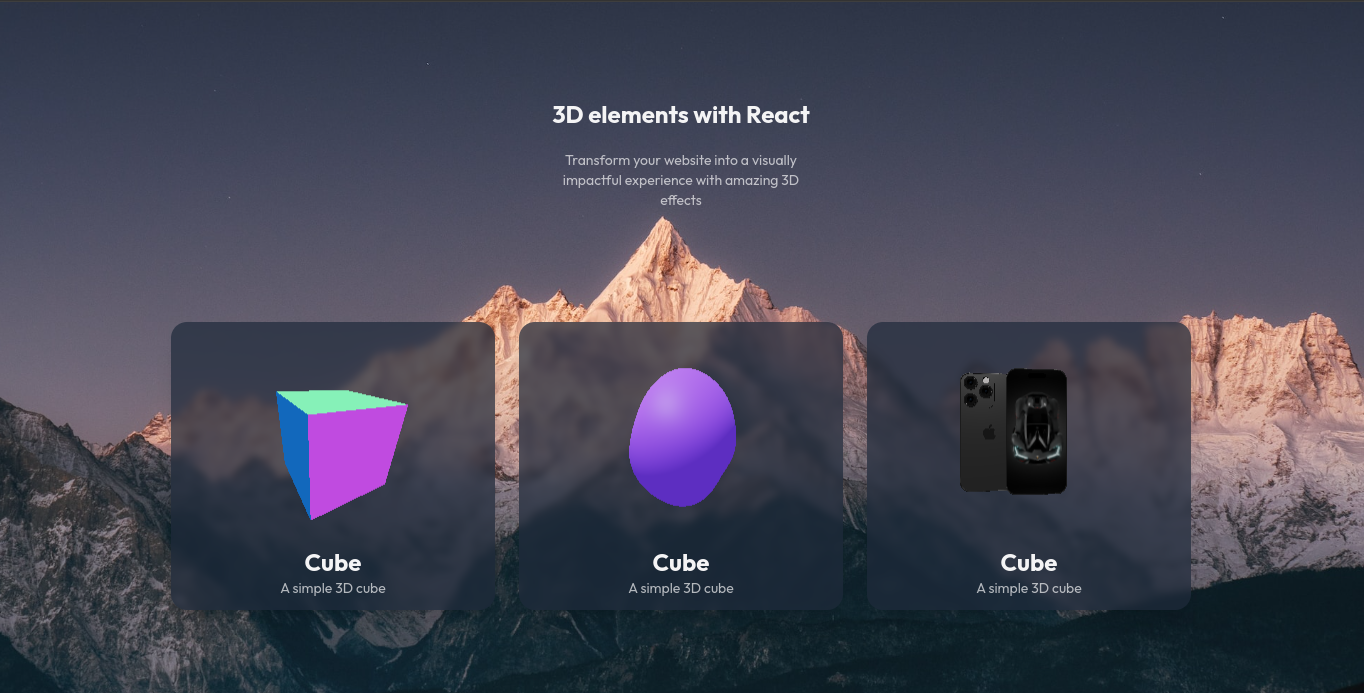 3D elements with React
Transform your website into a visually
impactful experience with amazing 3D
effects
Cube
A simple 3D cube
Cube
A simple 3D cube
Cube
A simple 3D cube